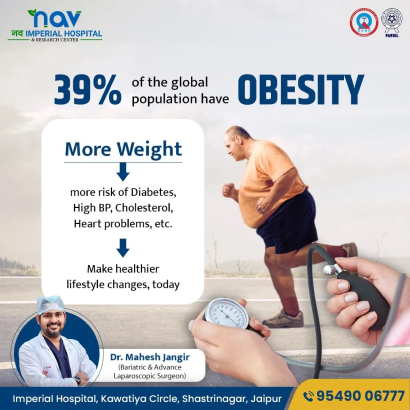 nav
नव IMPERIAL HOSPITAL
& RESEARCH CENTER
39% of the global
population have OBESITY
More Weight
more risk of Diabetes,
High BP, Cholesterol,
Heart problems, etc.
Make healthier
lifestyle changes, today
Dr. Mahesh Jangir
(Bariatric & Advance
Laparoscopic Surgeon)
Imperial Hospital, Kawatiya Circle, Shastrinagar, Jaipur
95490 06777